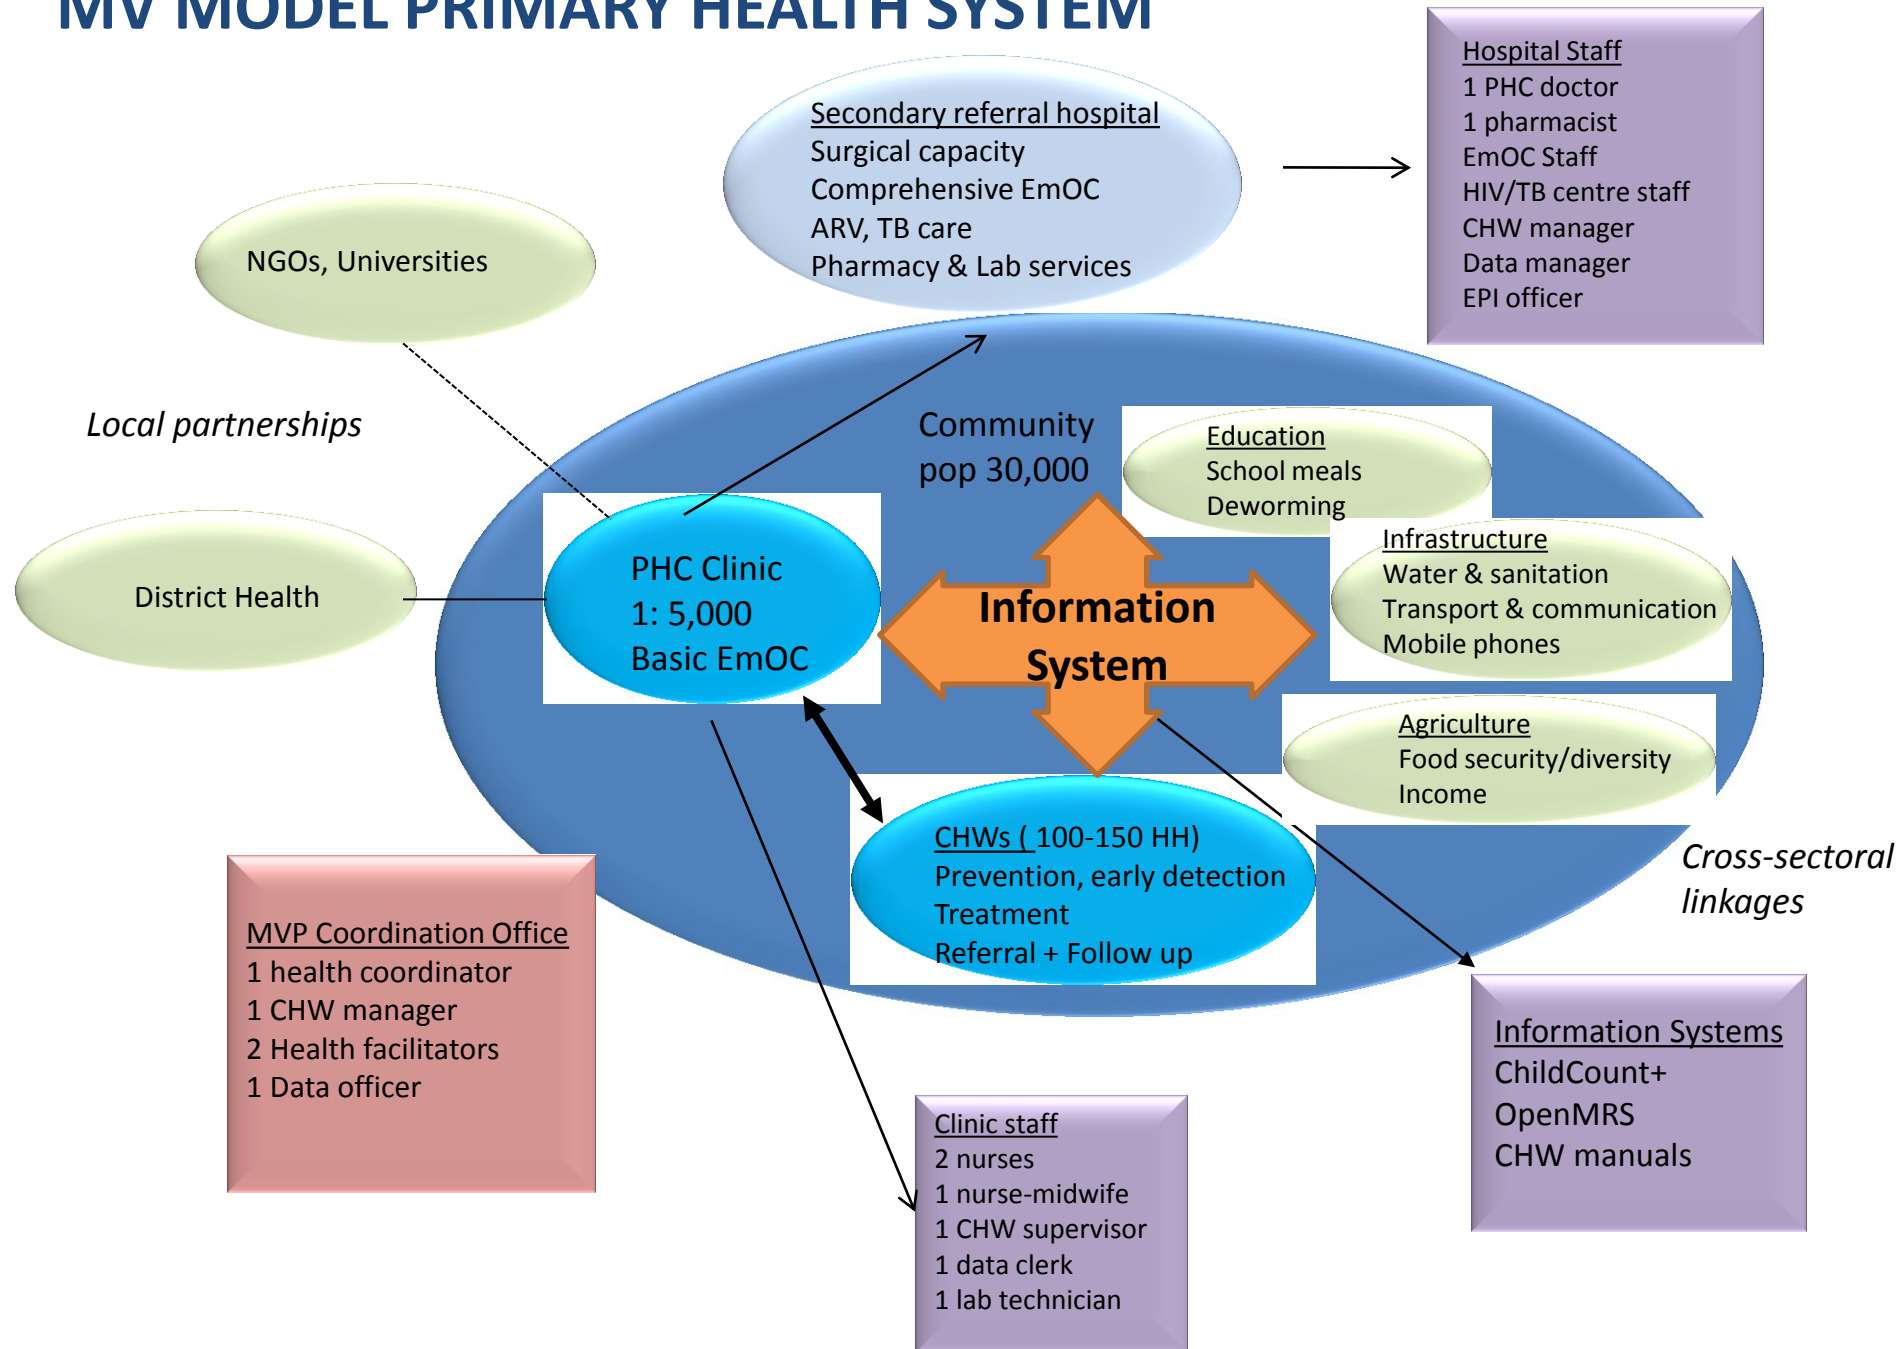 MV MODEL PRIMARY HEALTH SYSTEM
Hospital Staff
1 PHC doctor
1 pharmacist
EmOC Staff
HIV/TB centre staff
CHW manager
Data manager
EPI officer
Secondary referral hospital
Surgical capacity
Comprehensive EmOC
ARV, TB care
Pharmacy & Lab services
NGOs, Universities
Local partnerships
District Health
Community
pop 30,000
Education
School meals
Deworming
Infrastructure
Water & sanitation
Transport & communication
Mobile phones
PHC Clinic
1: 5,000
Basic EmOC
Information
System
Agriculture
Food security/diversity
Income
CHWs ( 100-150 HH)
Prevention, early detection
Treatment
Referral + Follow up
Cross-sectoral
linkages
MVP Coordination Office
1 health coordinator
1 CHW manager
2 Health facilitators
1 Data officer
Clinic staff
2 nurses
1 nurse-midwife
1 CHW supervisor
1 data clerk
1 lab technician
Information Systems
ChildCount+
OpenMRS
CHW manuals